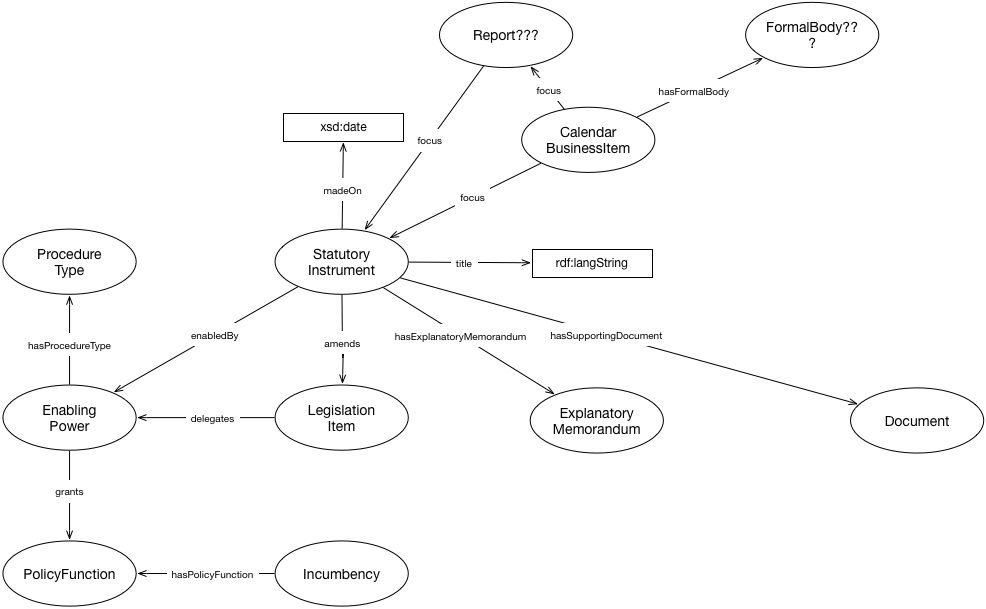 Report???
FormalBody??
?
focus
hasFormalBody
xsd:date
Calendar
BusinessItem
focus
madeOn
focus
Procedure
Type
Statutory
Instrument
title
rdf:langString
enabledBy
hasProcedureType
amends
hasExplanatoryMemorandum
hasSupportingDocument
Enabling
Power
delegates
Legislation
Item
Explanatory
Memorandum
Document
grants
PolicyFunction
hasPolicyFunction
Incumbency